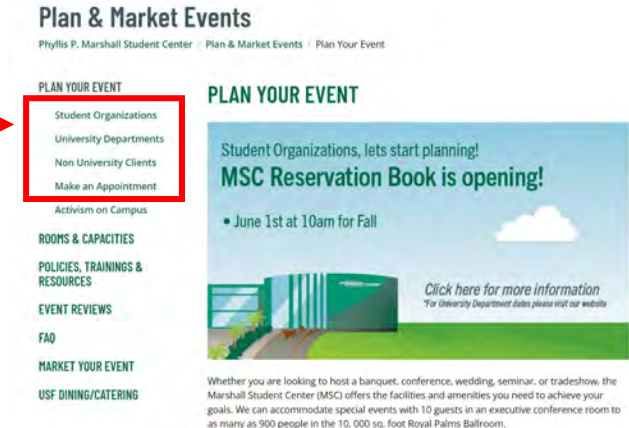 Plan & Market Events
Phyllis P. Marshall Student Center / Plan & Market Events / Plan Your Event
PLAN YOUR EVENT
Student Organizations
University Departments
Non University Clients
Make an Appointment
Activism on Campus
ROOMS & CAPACITIES
POLICIES, TRAININGS &
RESOURCES
EVENT REVIEWS
FAQ
MARKET YOUR EVENT
USF DINING/CATERING
PLAN YOUR EVENT
Student Organizations, lets start planning!
MSC Reservation Book is opening!
• June 1st at 10am for Fall
Click here for more information
*For University Department dates please visit our website
Whether you are looking to host a banquet, conference, wedding, seminar, or tradeshow, the
Marshall Student Center (MSC) offers the facilities and amenities you need to achieve your
goals. We can accommodate special events with 10 guests in an executive conference room to
as many as 900 people in the 10, 000 sq. foot Royal Palms Ballroom.